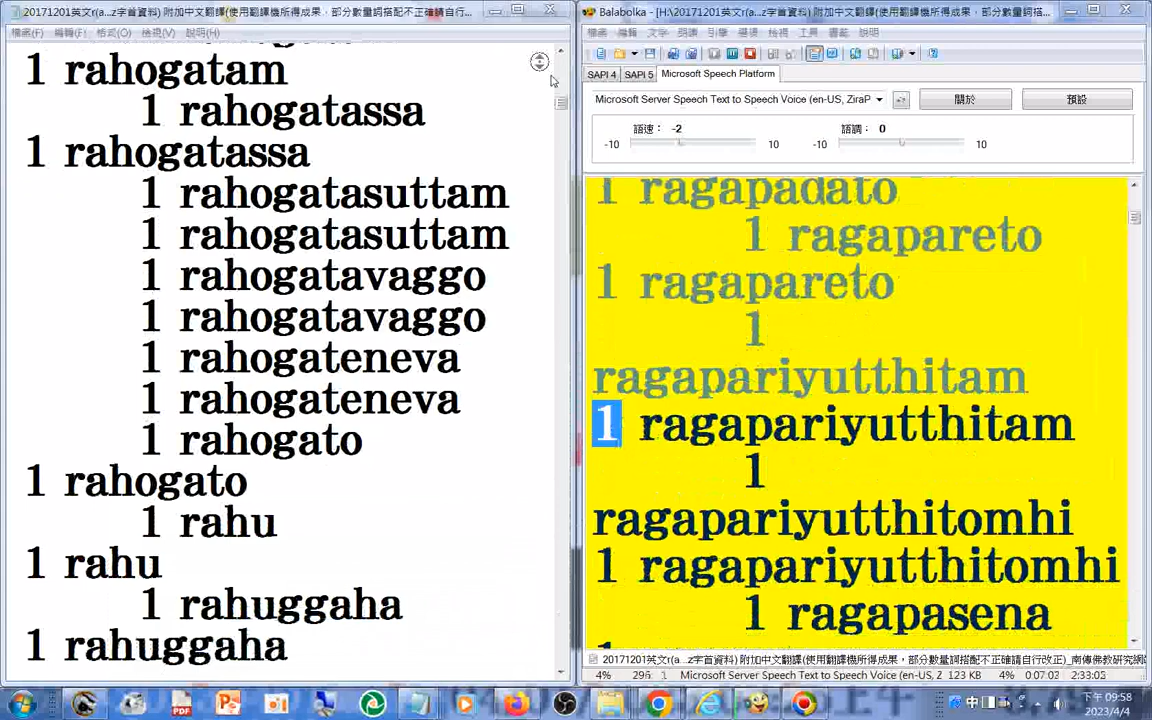 20171201英文r(a...z字首資料) 附加中文翻譯(使用翻譯機所得成果，部分數量詞搭配不正確請自行...
檔案(F) 編輯(E) 格式(O) 檢視(V) 說明(H)
1 rahogatam
1 rahogatassa
1 rahogatassa
1 rahogatasuttam
1 rahogatasuttam
1 rahogatavaggo
1 rahogatavaggo
1 rahogateneva
1 rahogateneva
1 rahogato
1 rahogato
1 rahu
1 rahu
1 rahuggaha
1 rahuggaha
Balabolka - [H:\20171201英文r(a...z字首資料) 附加中文翻譯(使用翻譯機所得成果，部分數量詞搭配不正確...
檔案 編輯 文字 朗讀 引擎 選項 檢視 工具 書籤 說明
SAPI 4 SAPI 5 Microsoft Speech Platform
Microsoft Server Speech Text to Speech Voice (en-US, ZiraP
關於 預設
語速： -2 語調： 0
-10 10 -10 10
1 ragapadato
1 ragapareto
1 ragapareto
1
ragapariyutthitam
1 ragapariyutthitam
1
ragapariyutthitomhi
1 ragapariyutthitomhi
1 ragapasena
20171201英文r(a...z字首資料) 附加中文翻譯(使用翻譯機所得成果，部分數量詞搭配不正確請自行改正)_南傳佛教研究網
4% 296: 1 Microsoft Server Speech Text to Speech Voice (en-US, Z 123 KB 4% 0:07:03 2:33:05
PDF
中
下午 09:58
2023/4/4